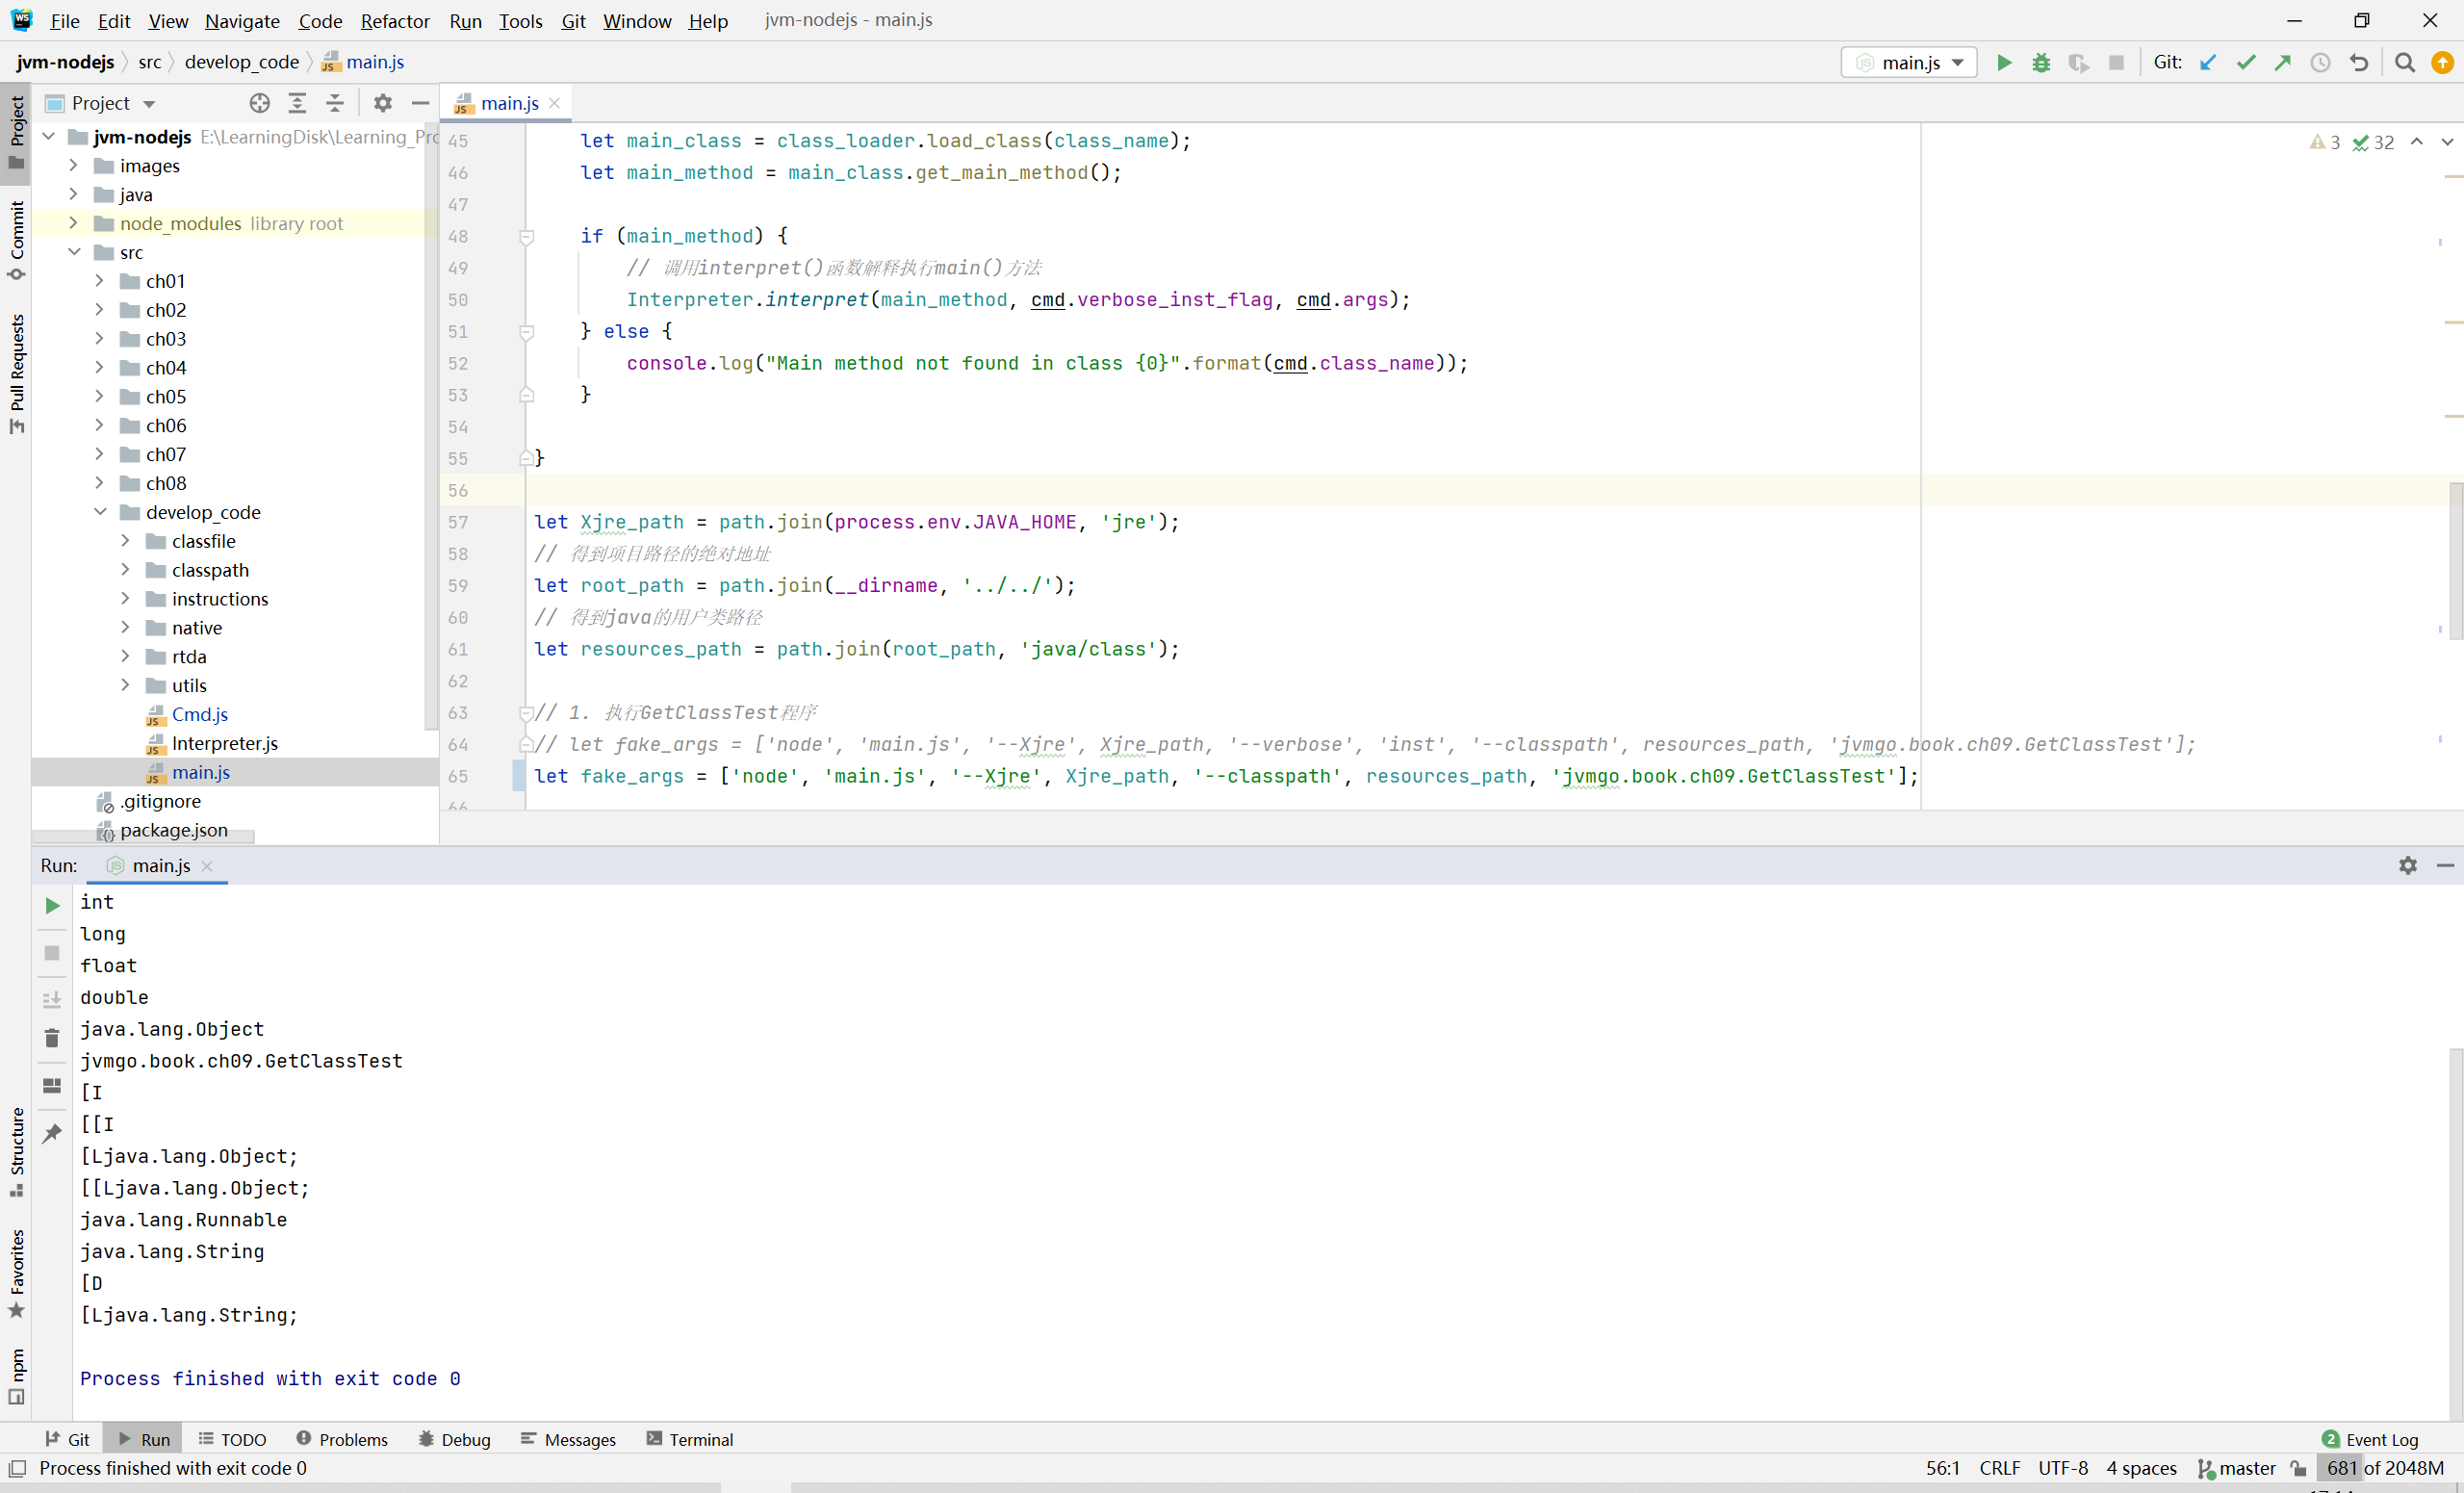 File Edit View Navigate Code Refactor Run Tools Git Window Help jvm-nodejs - main.js
jvm-nodejs src develop_code main.js
main.js Git:
Project
main.js
Project
Commit
Pull Requests
Structure
Favorites
npm
jvm-nodejs E:\LearningDisk\Learning_Pro
images
java
node_modules library root
src
ch01
ch02
ch03
ch04
ch05
ch06
ch07
ch08
develop_code
classfile
classpath
instructions
native
rtda
utils
Cmd.js
Interpreter.js
main.js
.gitignore
package.json
3 32
45 let main_class = class_loader.load_class(class_name);
46 let main_method = main_class.get_main_method();
47
48 if (main_method) {
49 // 调用interpret()函数解释执行main()方法
50 Interpreter.interpret(main_method, cmd.verbose_inst_flag, cmd.args);
51 } else {
52 console.log("Main method not found in class {0}".format(cmd.class_name));
53 }
54
55 }
56
57 let Xjre_path = path.join(process.env.JAVA_HOME, 'jre');
58 // 得到项目路径的绝对地址
59 let root_path = path.join(__dirname, '../../');
60 // 得到java的用户类路径
61 let resources_path = path.join(root_path, 'java/class');
62
63 // 1. 执行GetClassTest程序
64 // let fake_args = ['node', 'main.js', '--Xjre', Xjre_path, '--verbose', 'inst', '--classpath', resources_path, 'jvmgo.book.ch09.GetClassTest'];
65 let fake_args = ['node', 'main.js', '--Xjre', Xjre_path, '--classpath', resources_path, 'jvmgo.book.ch09.GetClassTest'];
66
Run: main.js
int
long
float
double
java.lang.Object
jvmgo.book.ch09.GetClassTest
[I
[[I
[Ljava.lang.Object;
[[Ljava.lang.Object;
java.lang.Runnable
java.lang.String
[D
[Ljava.lang.String;
Process finished with exit code 0
Git Run TODO Problems Debug Messages Terminal 2 Event Log
Process finished with exit code 0 56:1 CRLF UTF-8 4 spaces master 681 of 2048M